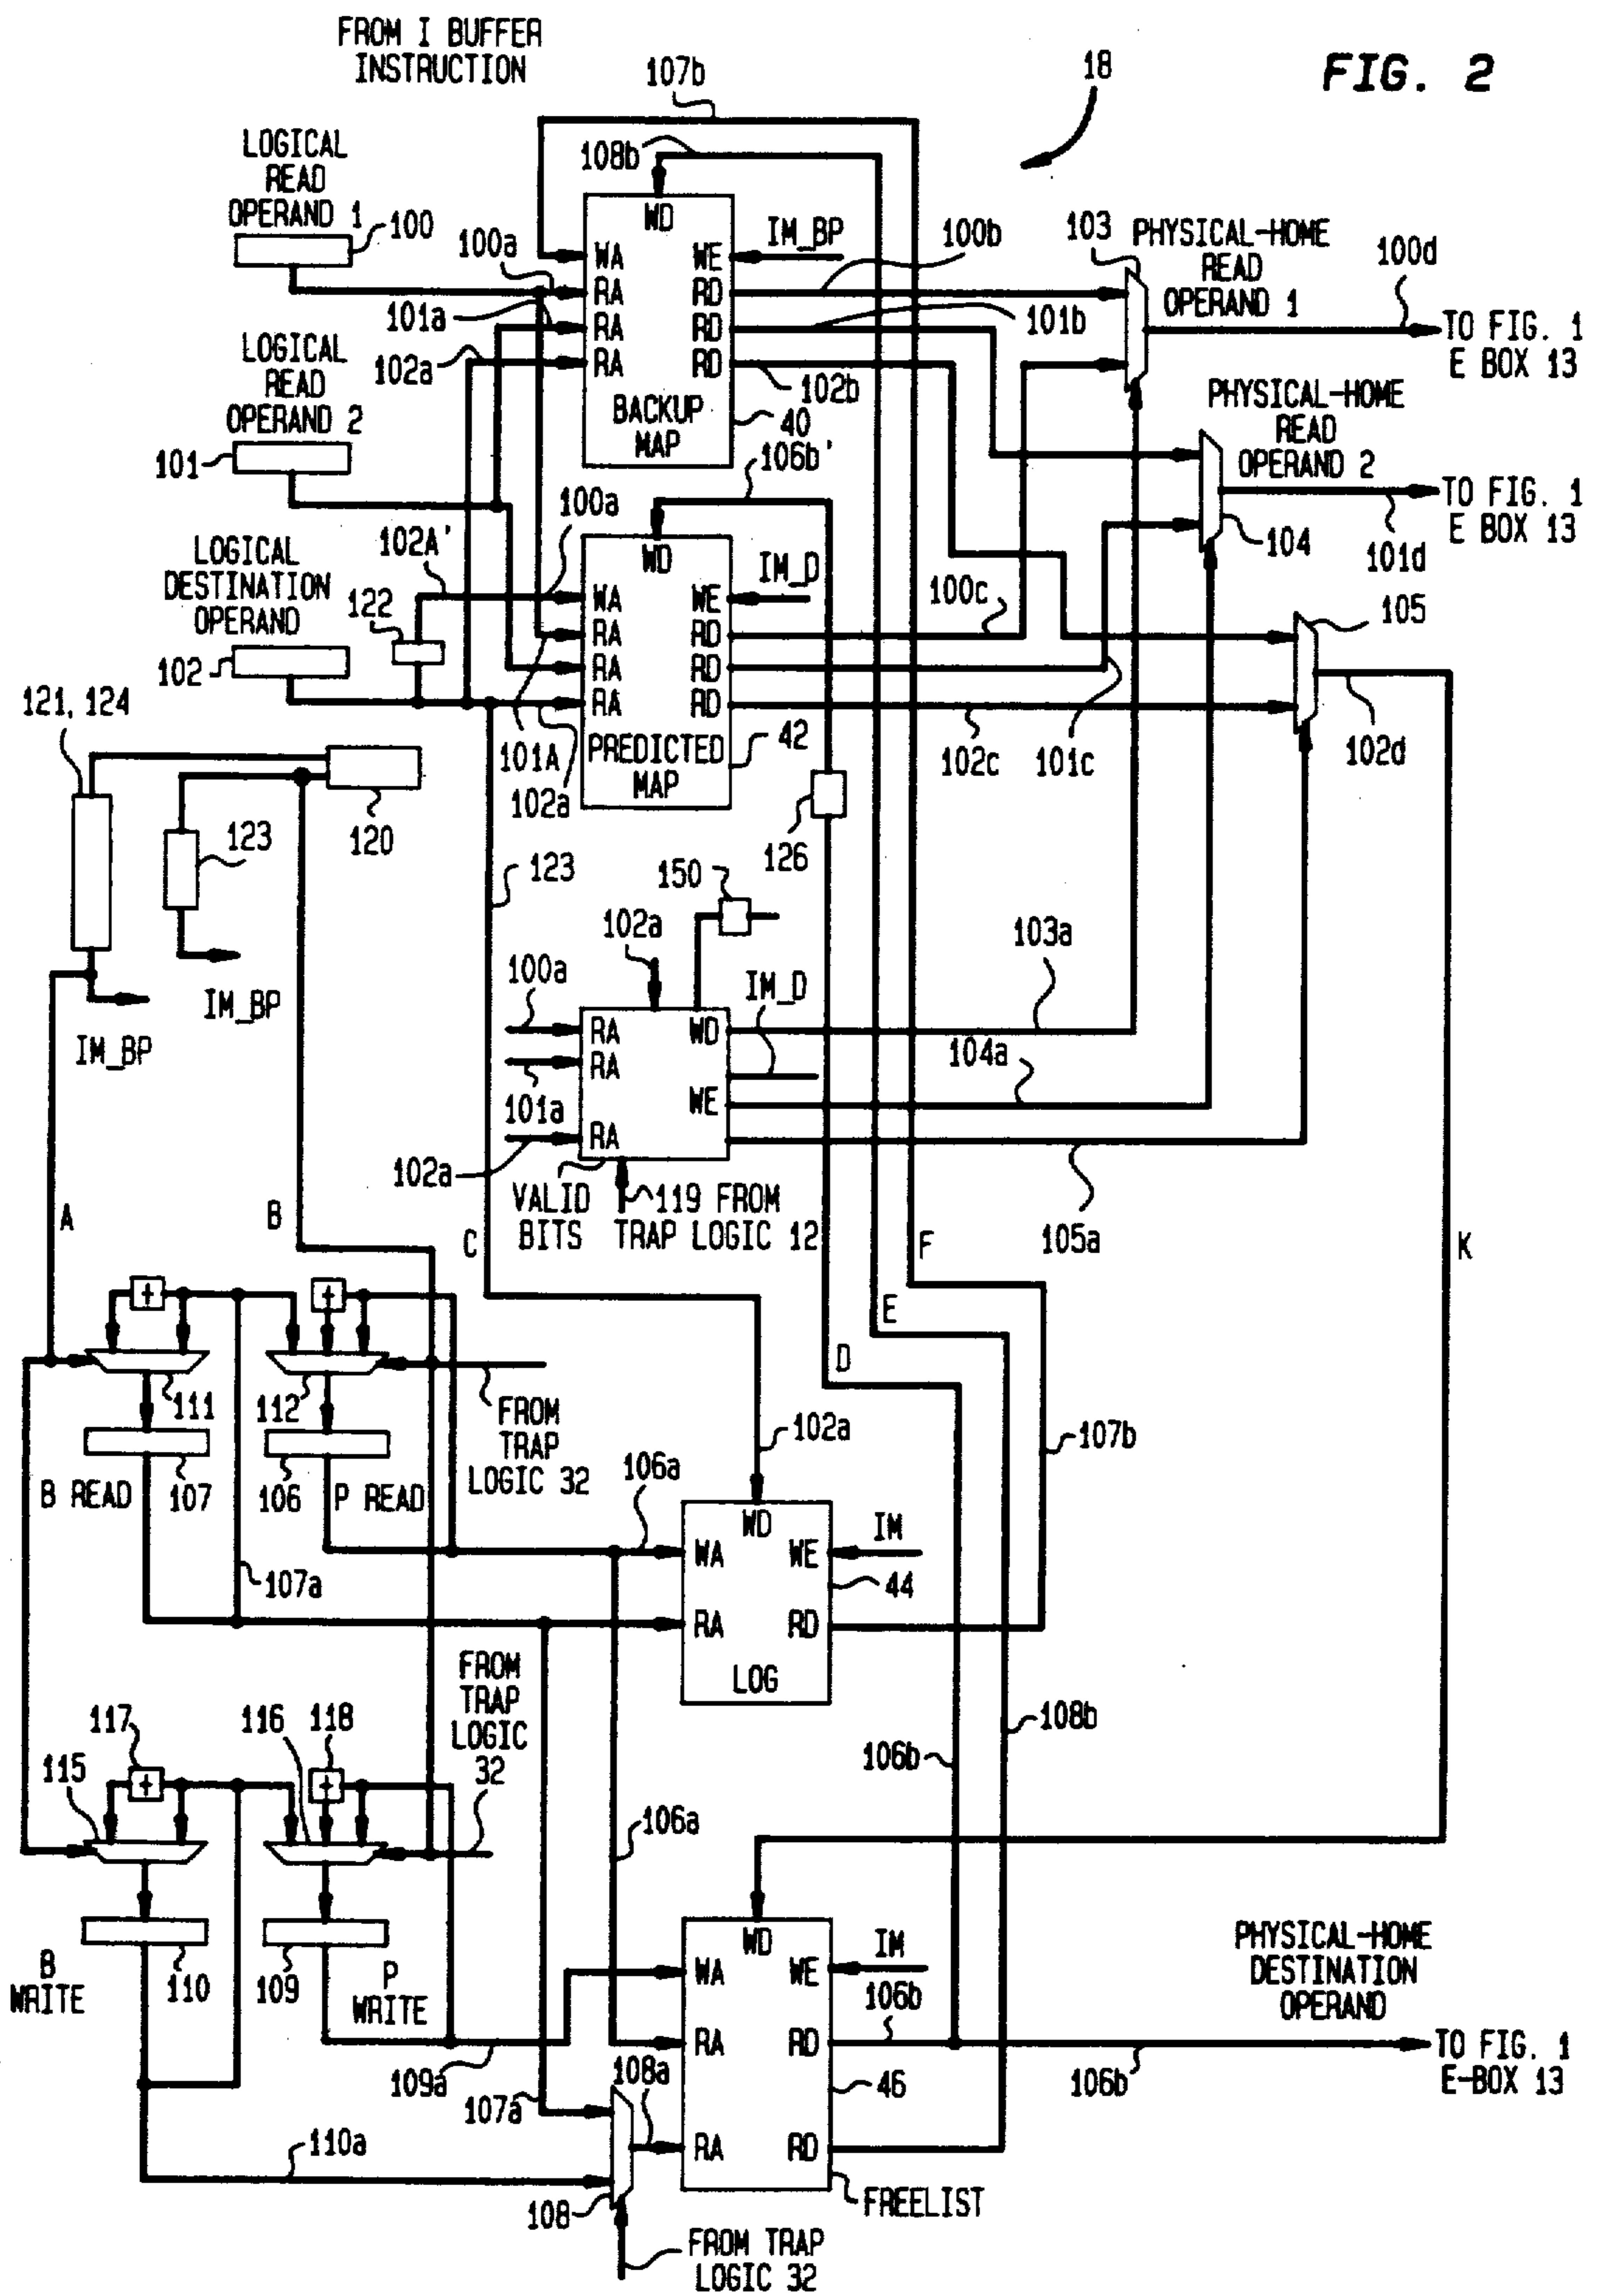 FROM I BUFFER
INSTRUCTION
FIG. 2
18
107b
108b
LOGICAL
READ
OPERAND 1
100
100a
101a
102a
WD
WA
RA
RA
RA
WE
RD
RD
RD
BACKUP
MAP
40
IM_BP
100b
101b
102b
103
PHYSICAL-HOME
READ
OPERAND 1
100d
TO FIG. 1
E BOX 13
LOGICAL
READ
OPERAND 2
101
PHYSICAL-HOME
READ
OPERAND 2
104
101d
TO FIG. 1
E BOX 13
106b'
100a
102A'
122
LOGICAL
DESTINATION
OPERAND
102
WD
WA
RA
RA
RA
WE
RD
RD
RD
PREDICTED
MAP
42
IM_D
100c
101c
102c
105
102d
101A
102a
121, 124
120
123
IM_BP
IM_BP
123
126
150
102a
100a
101a
102a
RA
RA
RA
WD
WE
IM_D
103a
104a
105a
VALID
BITS
119 FROM
TRAP LOGIC 12
A
B
C
D
E
F
K
+
+
111
112
FROM
TRAP
LOGIC 32
B READ
107
106
P READ
107a
106a
102a
107b
WD
WA
RA
WE
RD
LOG
IM
44
FROM
TRAP
LOGIC
32
117
+
116
118
+
115
106a
106b
108b
B
WRITE
110
109
P
WRITE
109a
107a
108a
110a
108
FROM TRAP
LOGIC 32
WD
WA
RA
RA
WE
RD
RD
IM
106b
46
FREELIST
PHYSICAL-HOME
DESTINATION
OPERAND
106b
TO FIG. 1
E-BOX 13